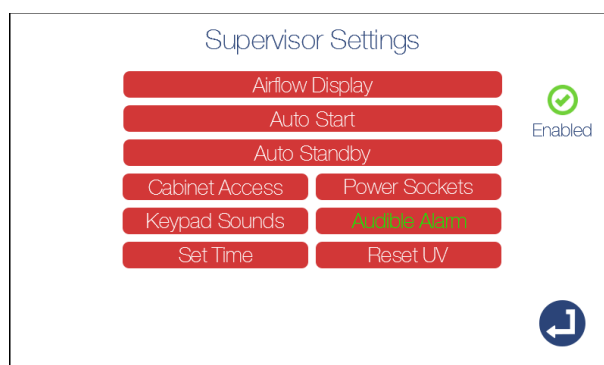 Supervisor Settings
Airflow Display
Auto Start
Enabled
Auto Standby
Cabinet Access
Power Sockets
Keypad Sounds
Audible Alarm
Set Time
Reset UV